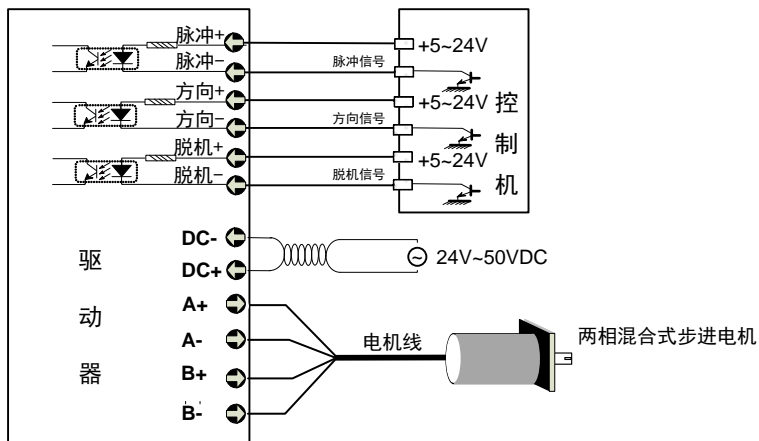 脉冲+
+5~24V
脉冲−
脉冲信号
方向+
+5~24V
方向−
方向信号
脱机+
+5~24V
脱机−
脱机信号
控制机
DC-
DC+
24V~50VDC
A+
A-
B+
B-
驱动器
电机线
两相混合式步进电机